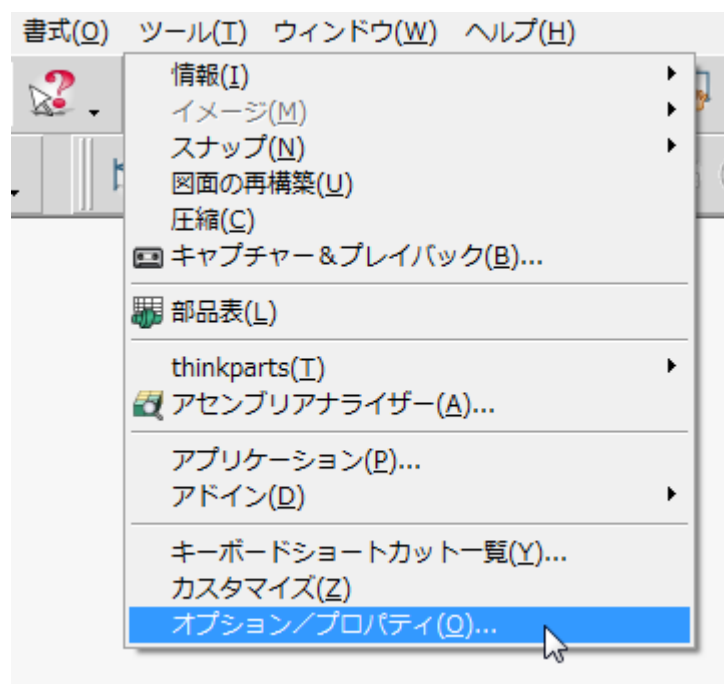 書式(O) ツール(T) ウィンドウ(W) ヘルプ(H)
情報(I)
イメージ(M)
スナップ(N)
図面の再構築(U)
圧縮(C)
キャプチャー＆プレイバック(B)...
部品表(L)
thinkparts(T)
アセンブリアナライザー(A)...
アプリケーション(P)...
アドイン(D)
キーボードショートカット一覧(Y)...
カスタマイズ(Z)
オプション／プロパティ(O)...